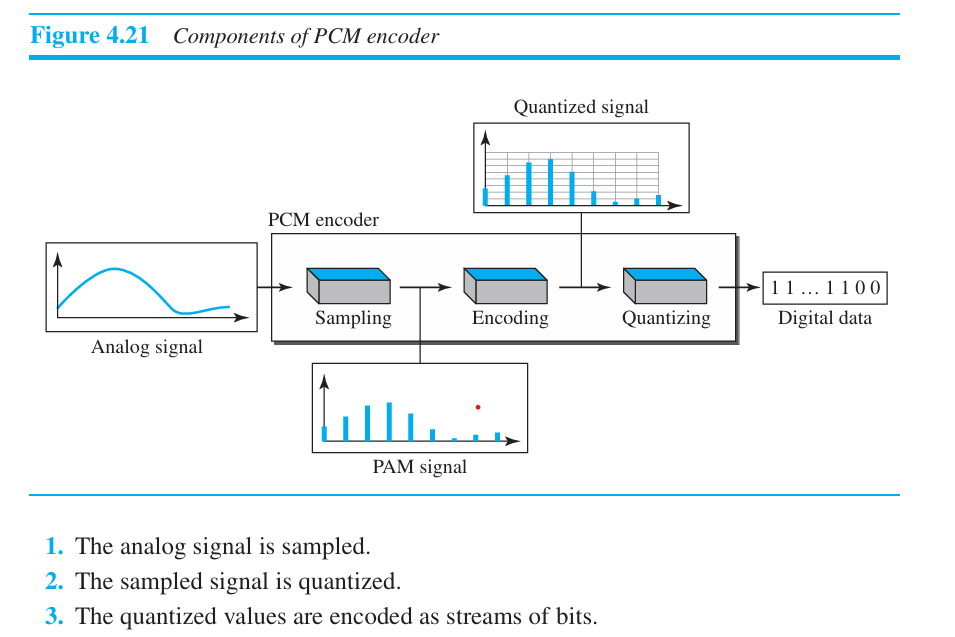 Figure 4.21 Components of PCM encoder
Quantized signal
PCM encoder
Sampling
Encoding
Quantizing
1 1 ... 1 1 0 0
Analog signal
Digital data
PAM signal
1. The analog signal is sampled.
2. The sampled signal is quantized.
3. The quantized values are encoded as streams of bits.